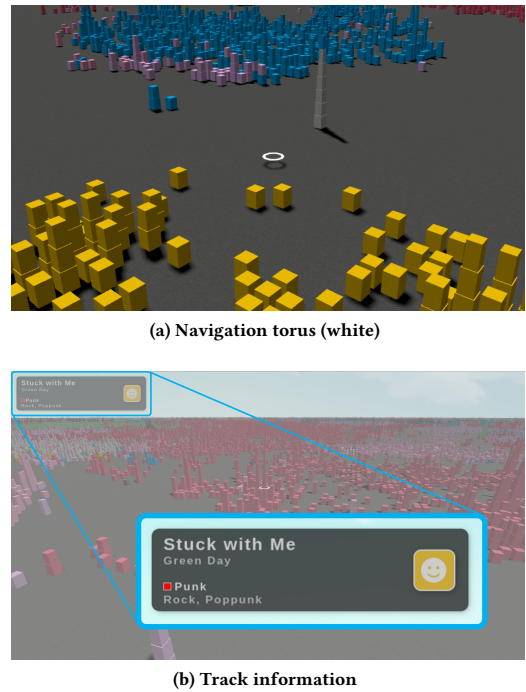 (a) Navigation torus (white)
Stuck with Me
Green Day
Punk
Rock, Poppunk
Stuck with Me
Green Day
Punk
Rock, Poppunk
(b) Track information